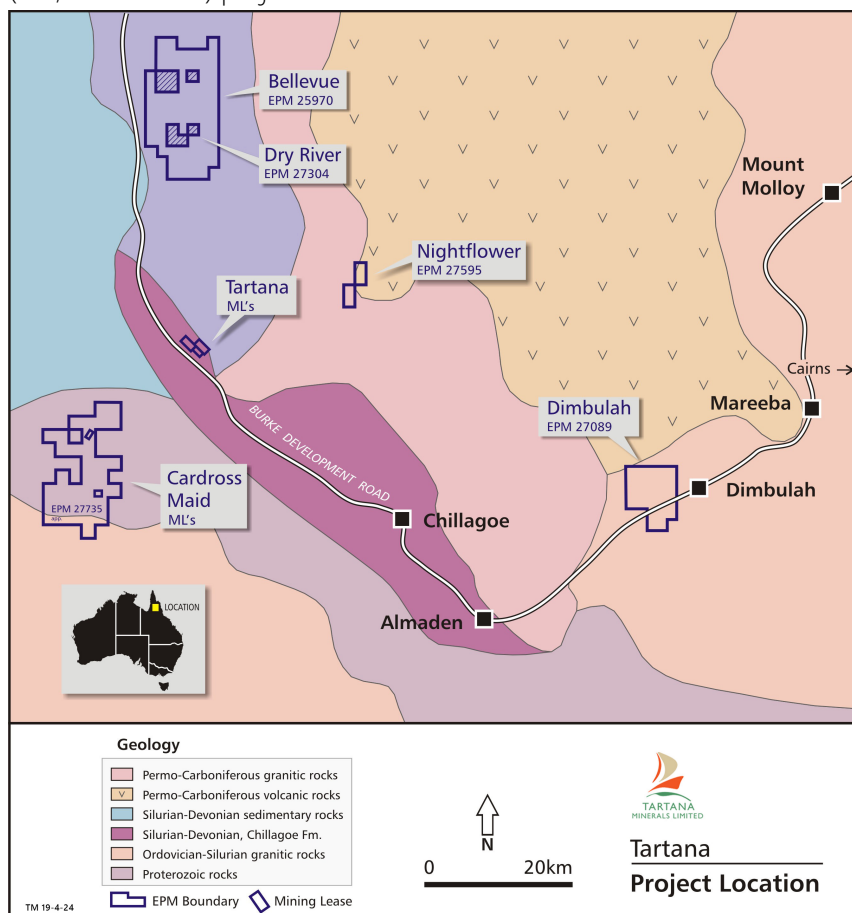 Bellevue
EPM 25970
Dry River
EPM 27304
Mount
Molloy
Nightflower
EPM 27595
Tartana
ML's
Cairns
Mareeba
Dimbulah
EPM 27089
BURKE DEVELOPMENT ROAD
Cardross
Maid
ML's
EPM 27735
app.
Dimbulah
Chillagoe
Almaden
LOCATION
Geology
Permo-Carboniferous granitic rocks
v Permo-Carboniferous volcanic rocks
Silurian-Devonian sedimentary rocks
Silurian-Devonian, Chillagoe Fm.
Ordovician-Silurian granitic rocks
Proterozoic rocks
EPM Boundary
Mining Lease
TM 19-4-24
N
0 20km
TARTANA
MINERALS LIMITED
Tartana
Project Location